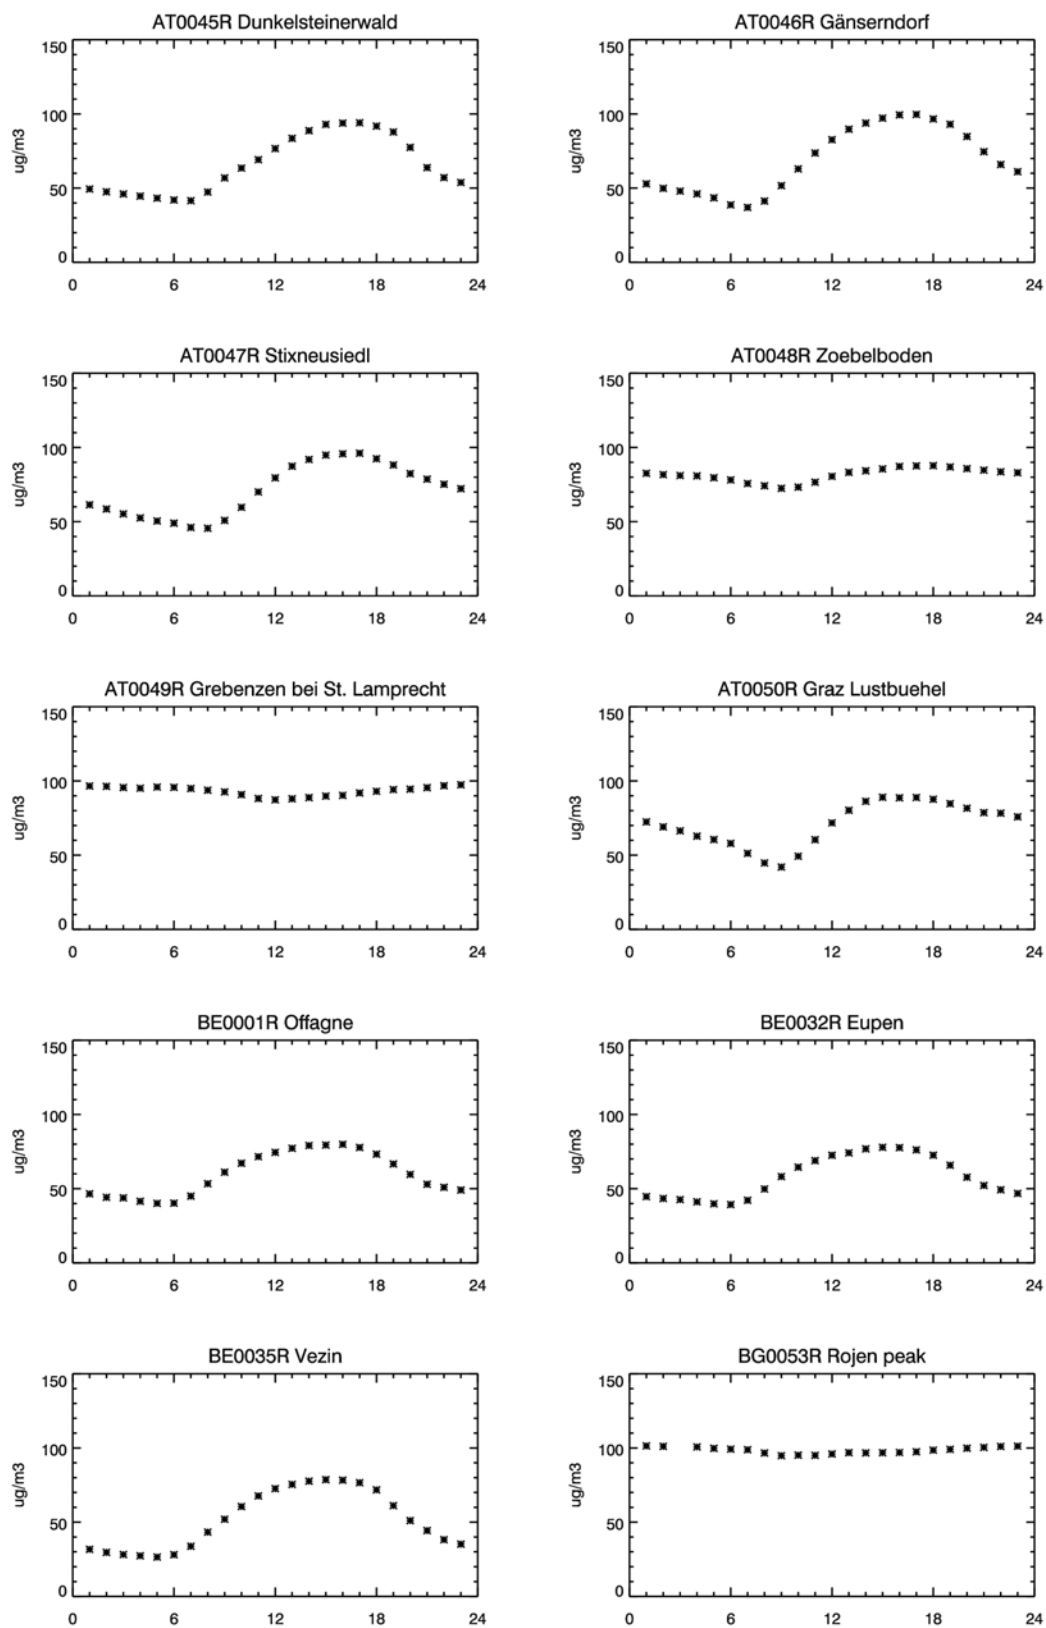 AT0045R Dunkelsteinerwald
150
100
50
0
ug/m3
0 6 12 18 24
AT0046R Gänserndorf
150
100
50
0
ug/m3
0 6 12 18 24
AT0047R Stixneusiedl
150
100
50
0
ug/m3
0 6 12 18 24
AT0048R Zoebelboden
150
100
50
0
ug/m3
0 6 12 18 24
AT0049R Grebenzen bei St. Lamprecht
150
100
50
0
ug/m3
0 6 12 18 24
AT0050R Graz Lustbuehel
150
100
50
0
ug/m3
0 6 12 18 24
BE0001R Offagne
150
100
50
0
ug/m3
0 6 12 18 24
BE0032R Eupen
150
100
50
0
ug/m3
0 6 12 18 24
BE0035R Vezin
150
100
50
0
ug/m3
0 6 12 18 24
BG0053R Rojen peak
150
100
50
0
ug/m3
0 6 12 18 24